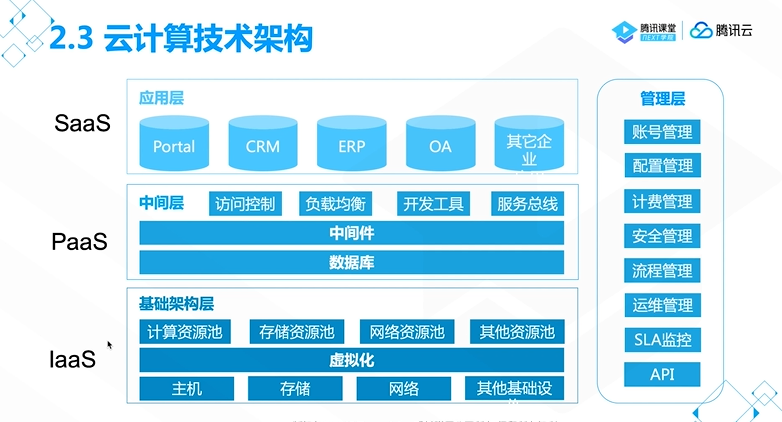 2.3 云计算技术架构
腾讯课堂
NEXT学院
腾讯云
SaaS
应用层
Portal
CRM
ERP
OA
其它企
业
PaaS
中间层
访问控制
负载均衡
开发工具
服务总线
中间件
数据库
IaaS
基础架构层
计算资源池
存储资源池
网络资源池
其他资源池
虚拟化
主机
存储
网络
其他基础设
管理层
账号管理
配置管理
计费管理
安全管理
流程管理
运维管理
SLA监控
API